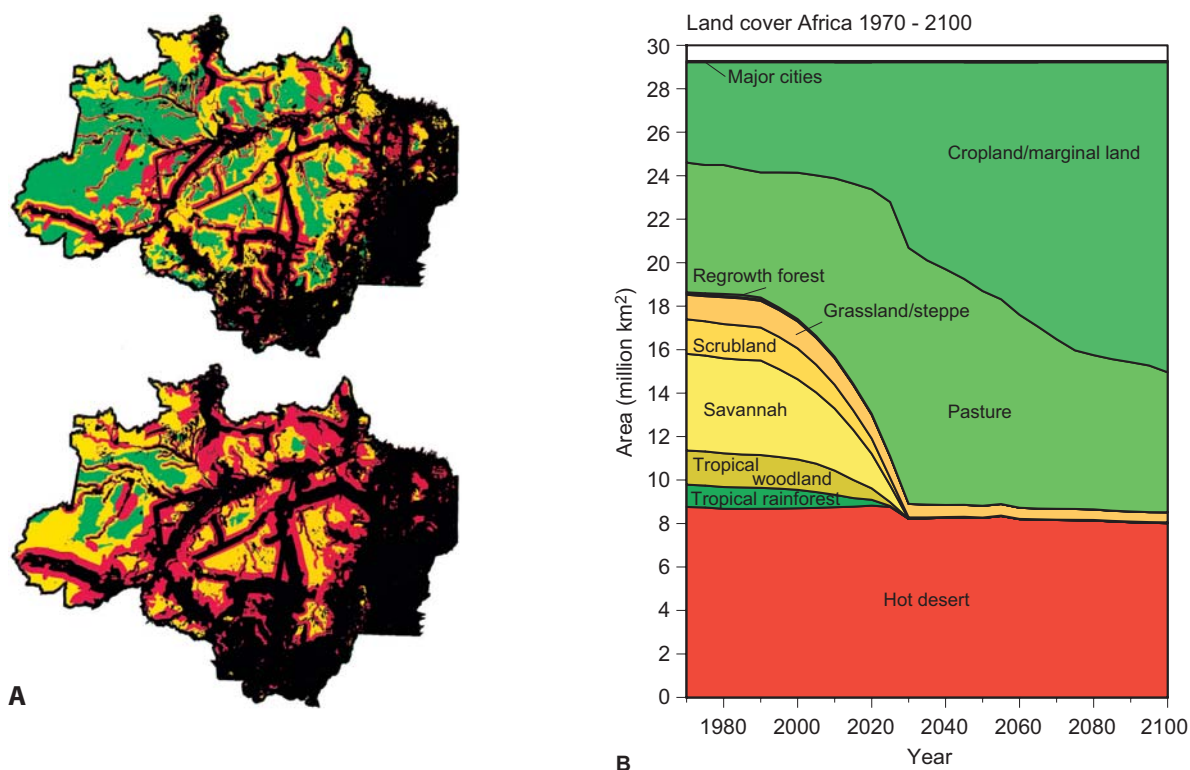 Land cover Africa 1970 - 2100
30
28
26
24
22
20
18
16
14
12
10
8
6
4
2
0
Area (million km²)
Major cities
Cropland/marginal land
Regrowth forest
Grassland/steppe
Scrubland
Savannah
Pasture
Tropical
woodland
Tropical rainforest
Hot desert
1980 2000 2020 2040 2060 2080 2100
Year
A
B